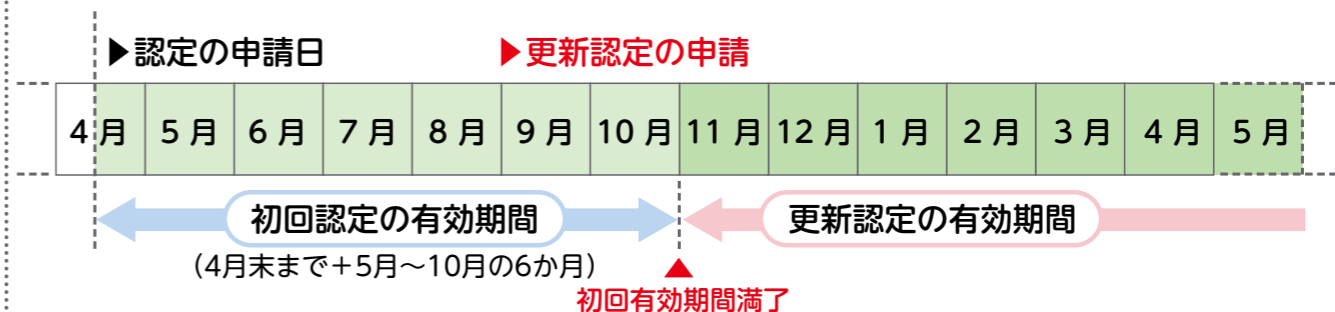 ▶認定の申請日 ▶更新認定の申請
4月 5月 6月 7月 8月 9月 10月 11月 12月 1月 2月 3月 4月 5月
初回認定の有効期間 更新認定の有効期間
（4月末まで＋5月〜10月の6か月）
▲
初回有効期間満了